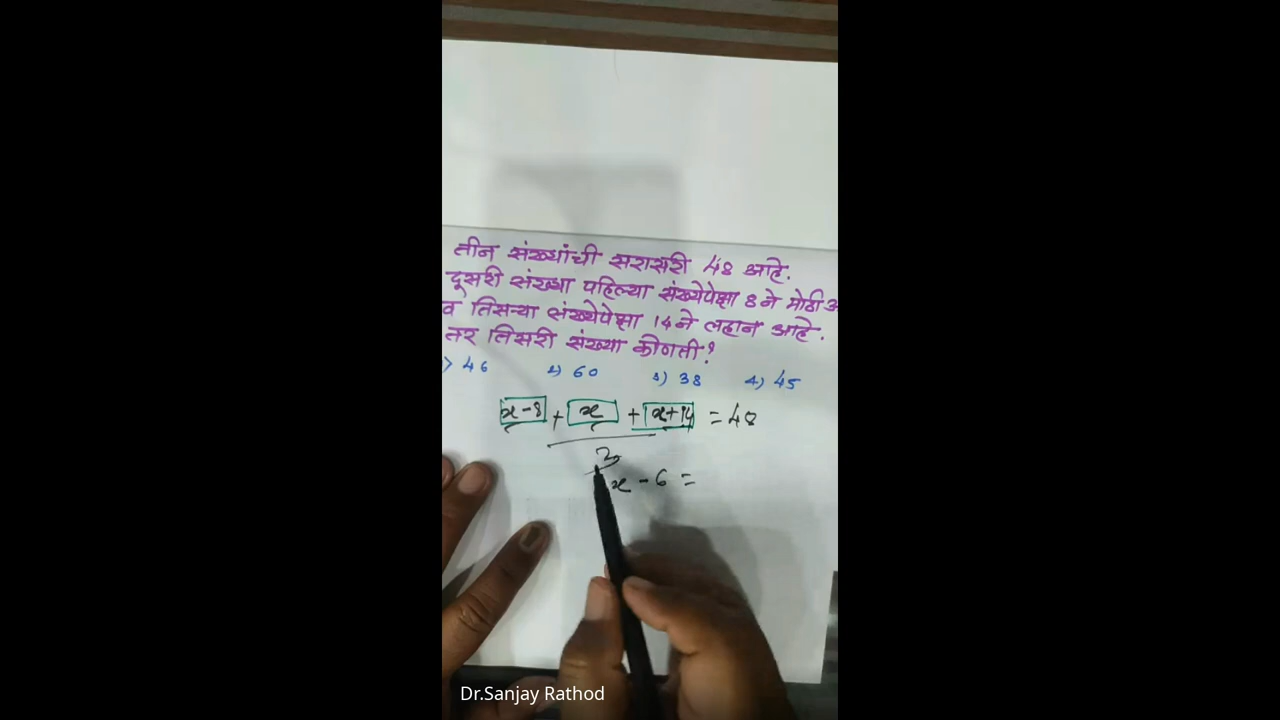 तीन संख्यांची सरासरी 48 आहे.
दूसरी संख्या पहिल्या संख्येपेक्षा 8 ने मोठी
व तिसऱ्या संख्येपेक्षा 14 ने लहान आहे.
तर तिसरी संख्या कोणती?
) 46 2) 60 3) 38 4) 45
x-8 + x + x+14 = 48
3
x - 6 =
Dr.Sanjay Rathod